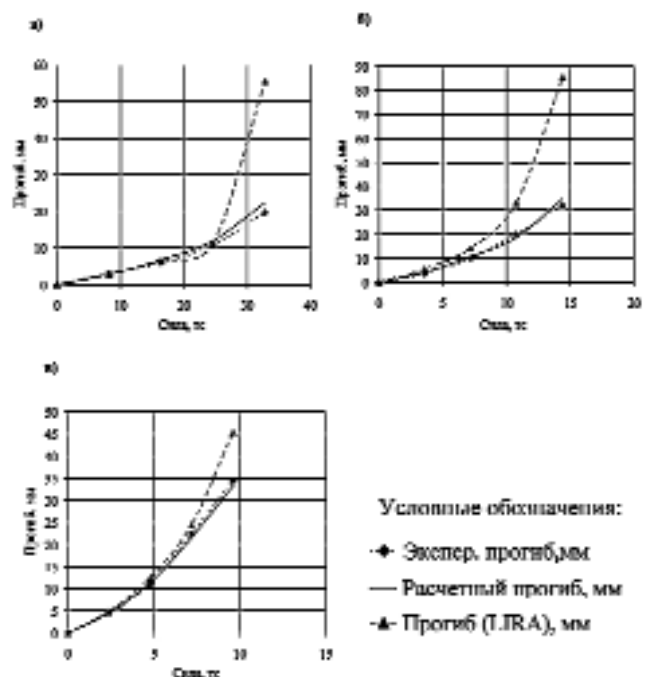 а)
Прогиб, мм
60
50
40
30
20
10
0
0 10 20 30 40
Сила, тс
б)
Прогиб, мм
90
80
70
60
50
40
30
20
10
0
0 5 10 15 20
Сила, тс
в)
Прогиб, мм
50
45
40
35
30
25
20
15
10
5
0
0 5 10 15
Сила, тс
Условные обозначения:
Экспер. прогиб,мм
Расчетный прогиб, мм
Прогиб (LIRA), мм